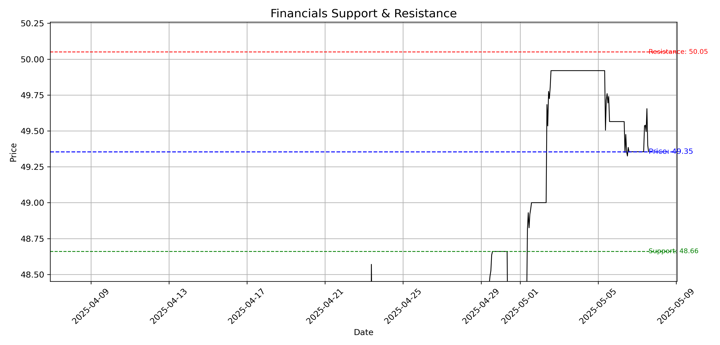 Financials Support & Resistance
50.25
50.00
49.75
49.50
49.25
49.00
48.75
48.50
Price
Resistance: 50.05
Price: 49.35
Support: 48.66
2025-04-09
2025-04-13
2025-04-17
2025-04-21
2025-04-25
2025-04-29
2025-05-01
2025-05-05
2025-05-09
Date